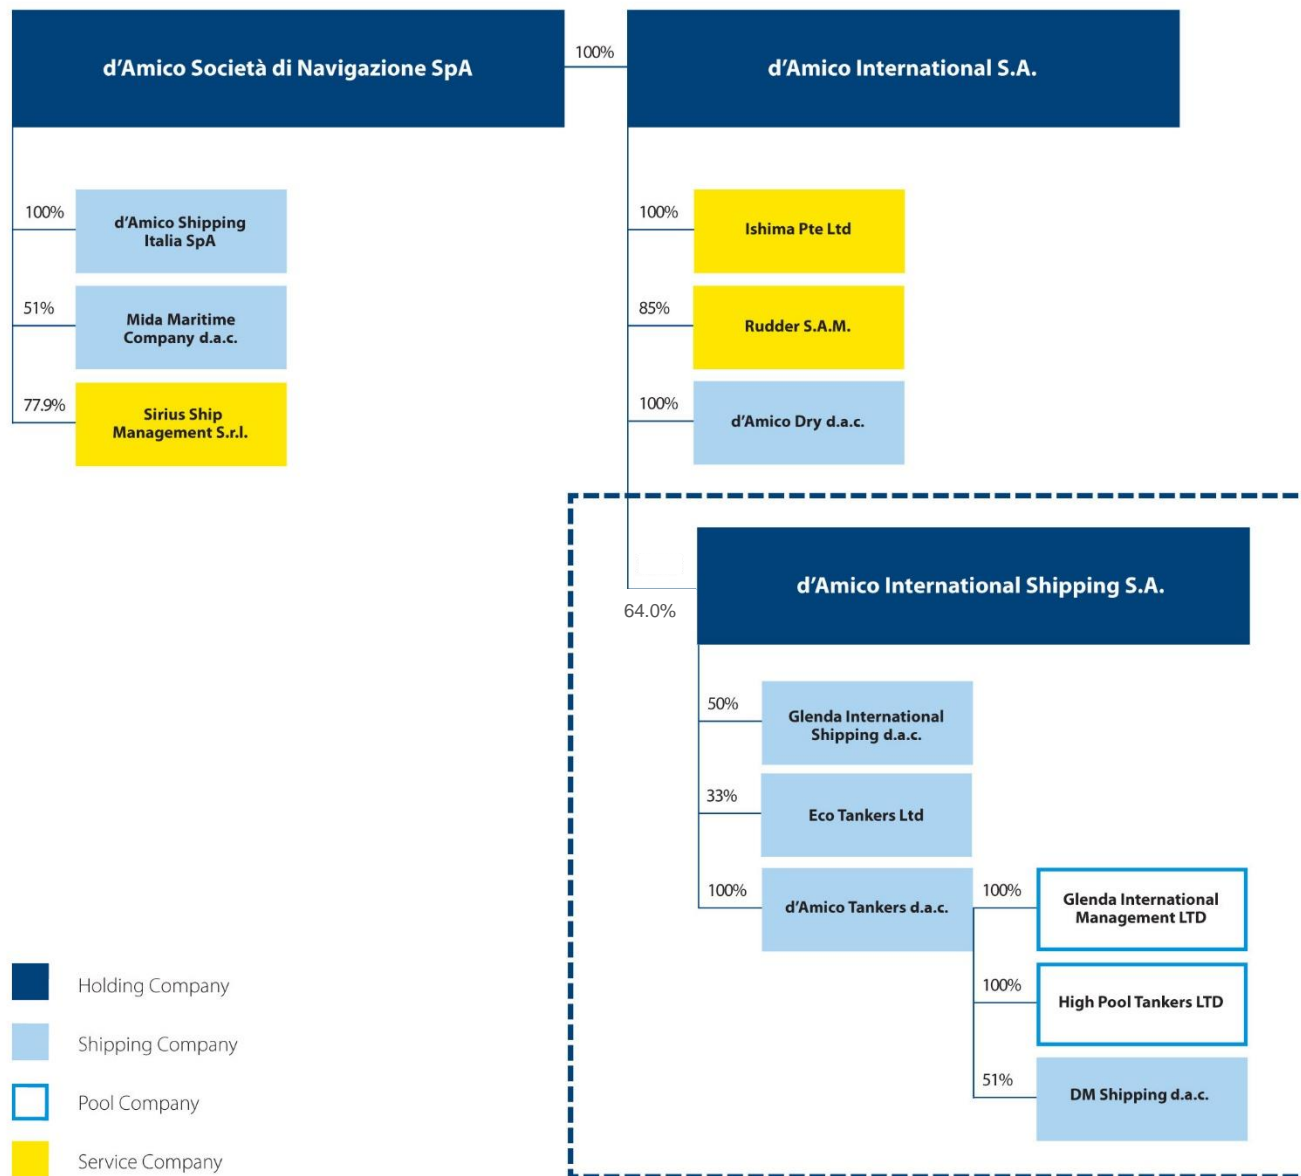 d’Amico Società di Navigazione SpA
100%
d’Amico International S.A.
100%
d’Amico Shipping
Italia SpA
51%
Mida Maritime
Company d.a.c.
77.9%
Sirius Ship
Management S.r.l.
100%
Ishima Pte Ltd
85%
Rudder S.A.M.
100%
d’Amico Dry d.a.c.
64.0%
d’Amico International Shipping S.A.
50%
Glenda International
Shipping d.a.c.
33%
Eco Tankers Ltd
100%
d’Amico Tankers d.a.c.
100%
Glenda International
Management LTD
100%
High Pool Tankers LTD
51%
DM Shipping d.a.c.
Holding Company
Shipping Company
Pool Company
Service Company